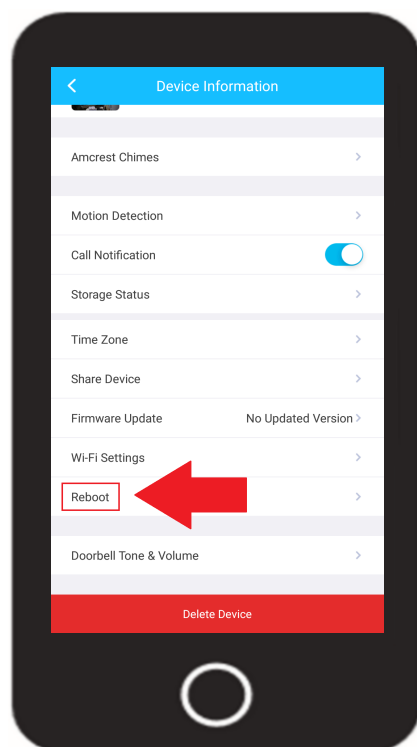 Device Information
Amcrest Chimes
Motion Detection
Call Notification
Storage Status
Time Zone
Share Device
Firmware Update No Updated Version
Wi-Fi Settings
Reboot
Doorbell Tone & Volume
Delete Device